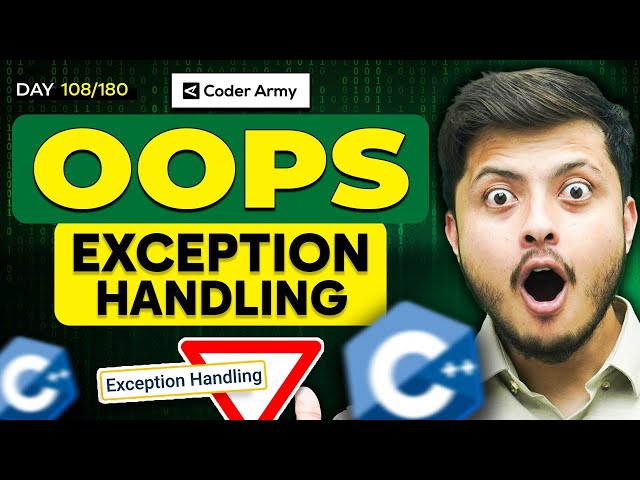 DAY 108/180
Coder Army
OOPS
EXCEPTION
HANDLING
Exception Handling
C++
C++